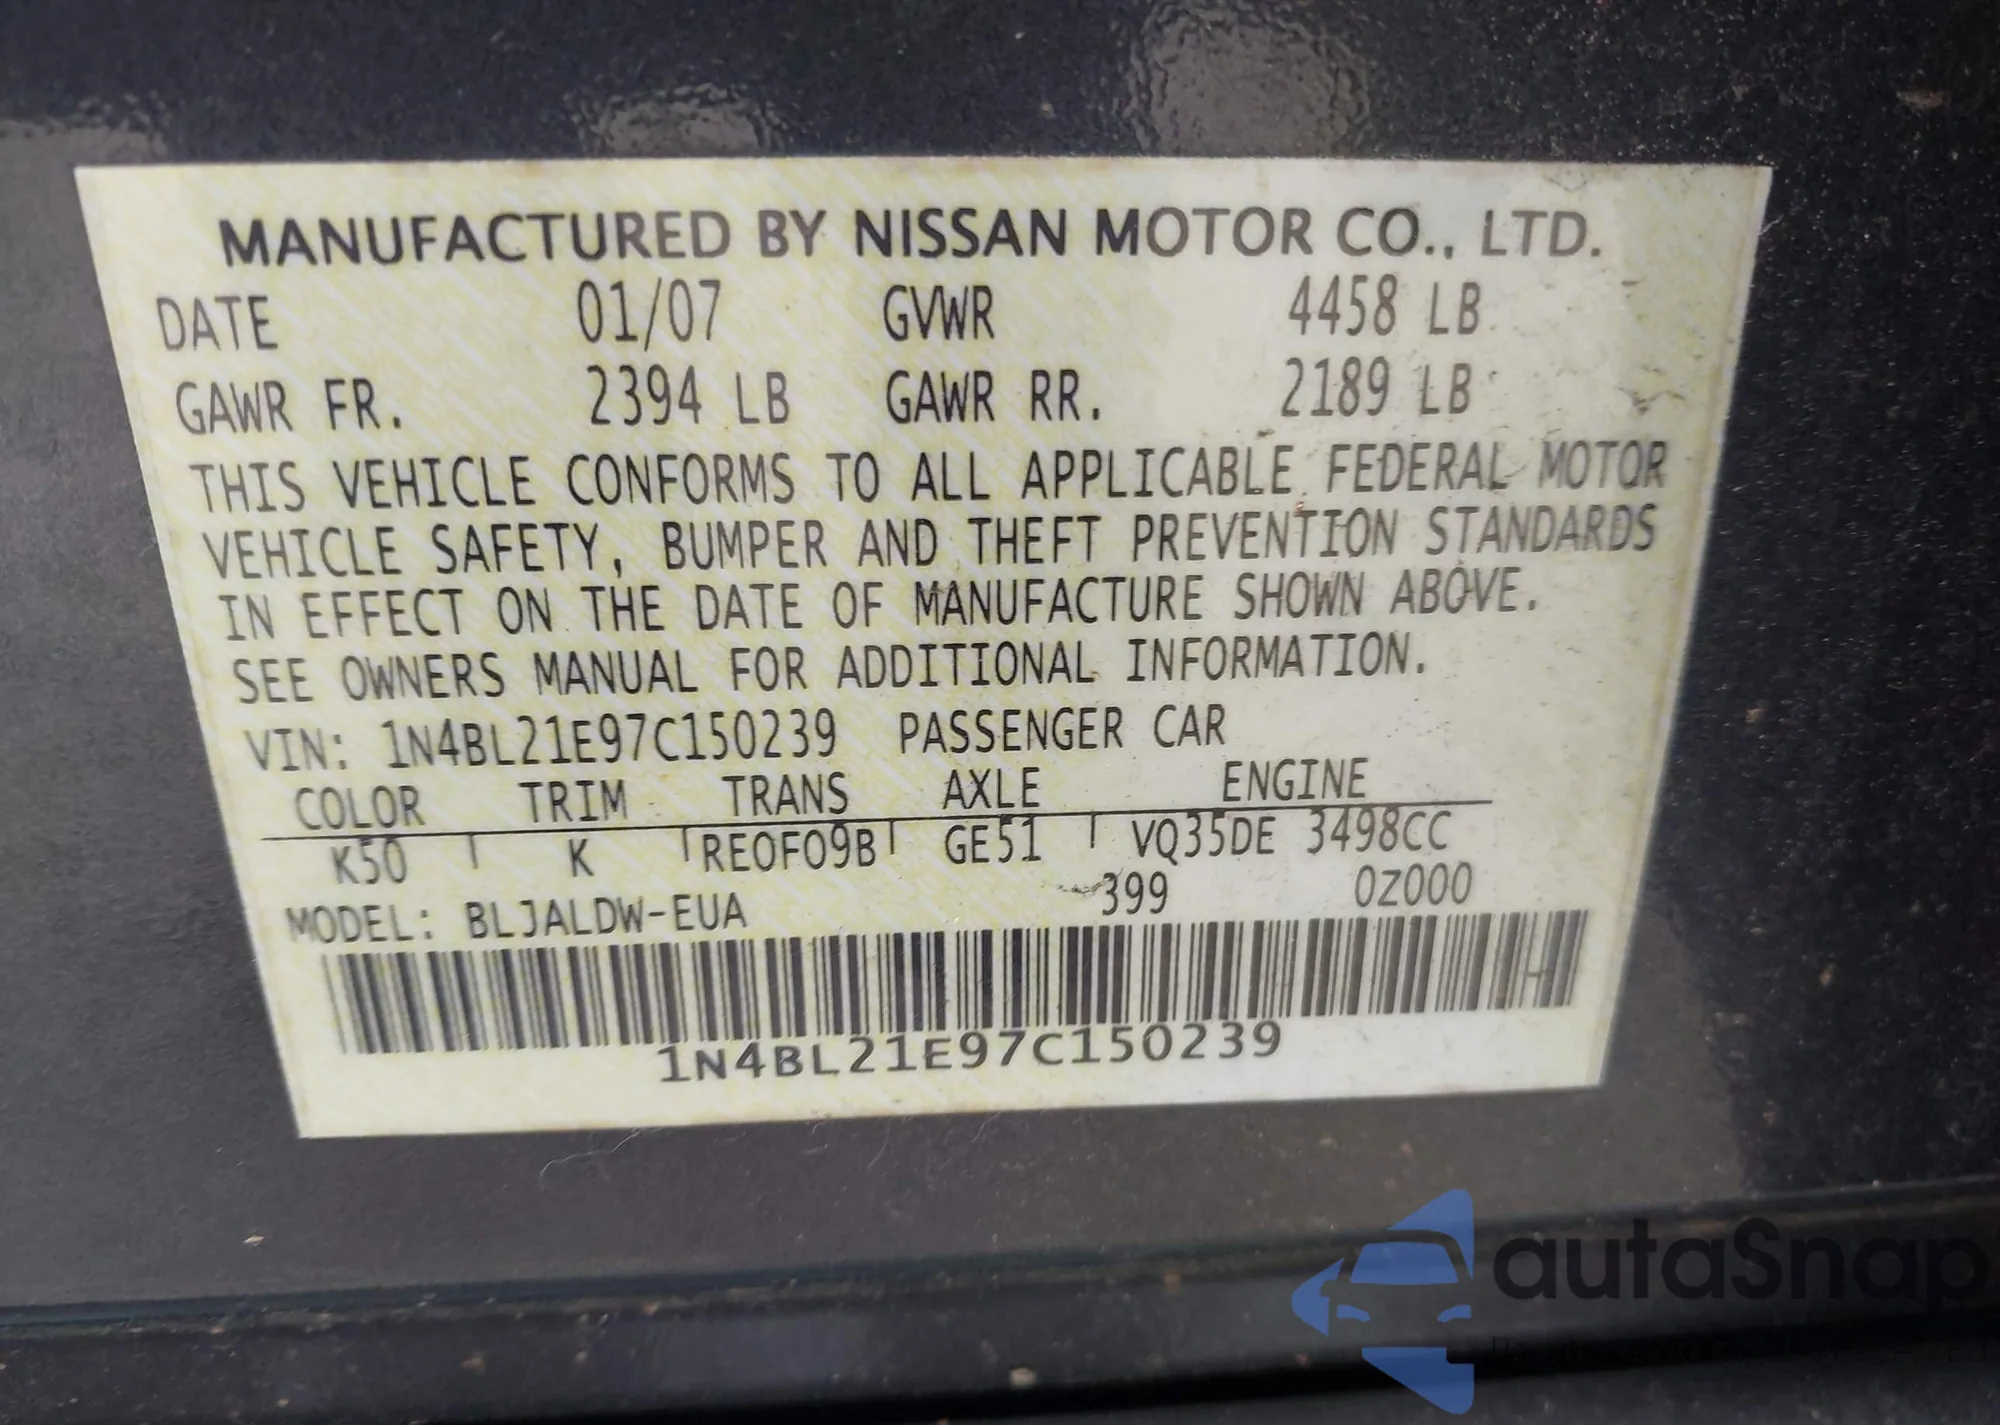 MANUFACTURED BY NISSAN MOTOR CO., LTD.
DATE 01/07 GVWR 4458 LB
GAWR FR. 2394 LB GAWR RR. 2189 LB
THIS VEHICLE CONFORMS TO ALL APPLICABLE FEDERAL MOTOR
VEHICLE SAFETY, BUMPER AND THEFT PREVENTION STANDARDS
IN EFFECT ON THE DATE OF MANUFACTURE SHOWN ABOVE.
SEE OWNERS MANUAL FOR ADDITIONAL INFORMATION.
VIN: 1N4BL21E97C150239 PASSENGER CAR
COLOR TRIM TRANS AXLE ENGINE
K50 K RE0F09B GE51 VQ35DE 3498CC
399 0Z000
MODEL: BLJALDW-EUA
1N4BL21E97C150239
autaSnap